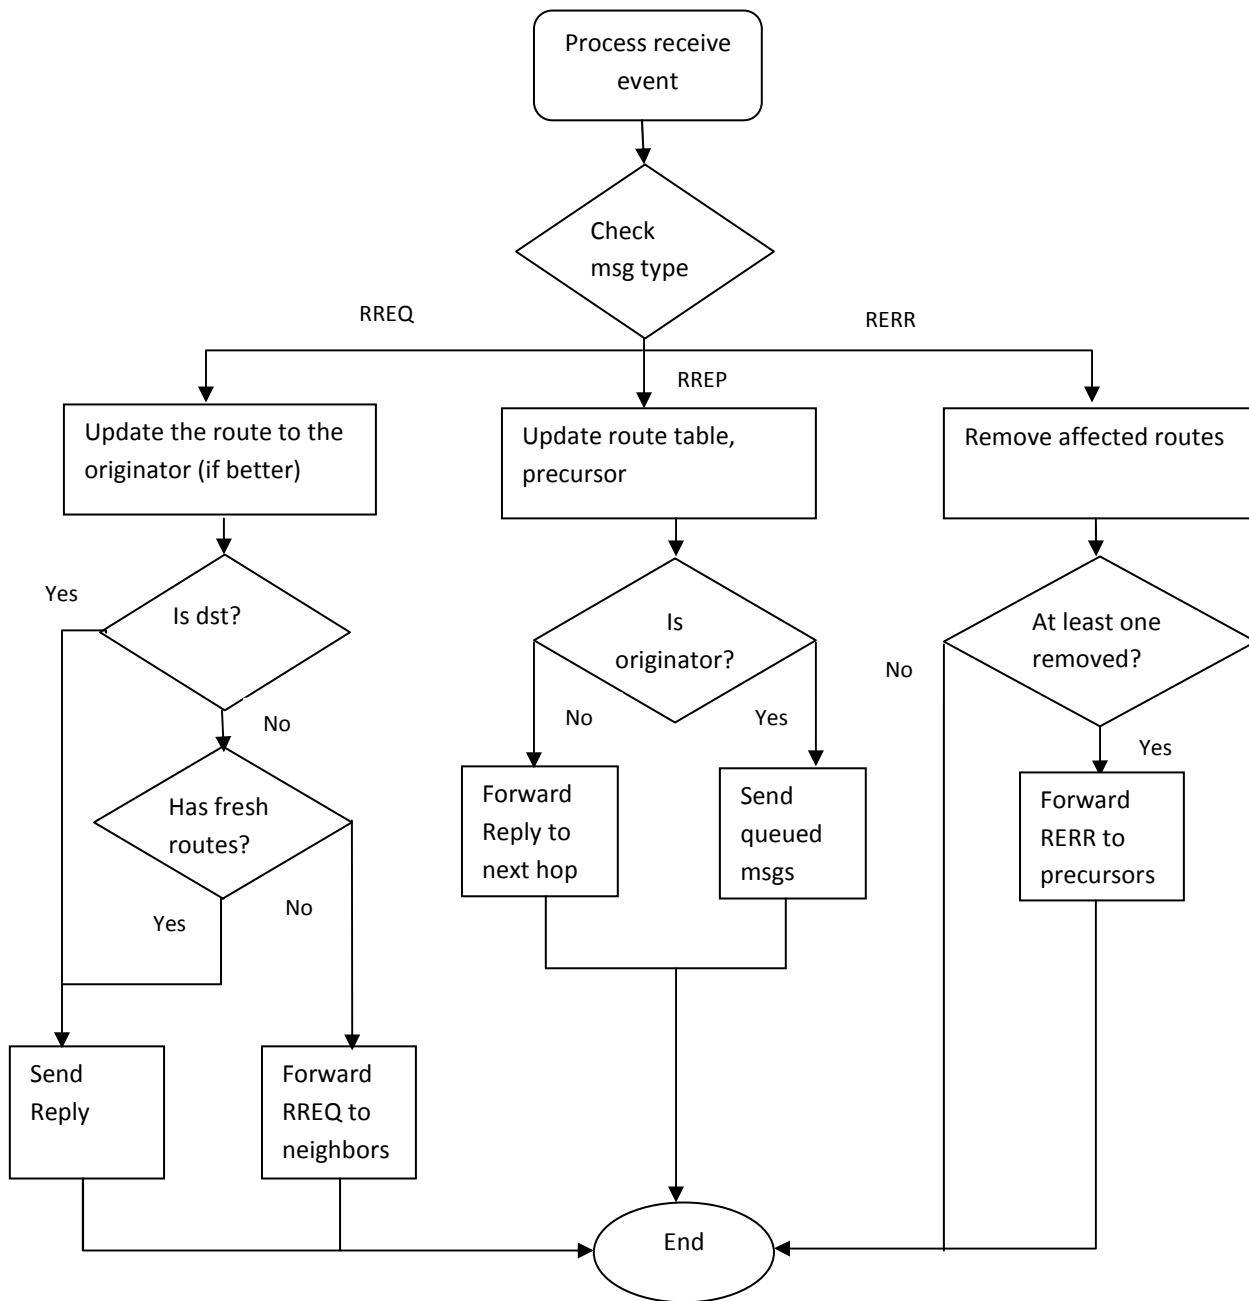 Process receive
event
Check
msg type
RREQ
RERR
RREP
Update the route to the
originator (if better)
Update route table,
precursor
Remove affected routes
Yes
Is dst?
No
Is
originator?
No
Yes
At least one
removed?
No
Yes
Has fresh
routes?
Yes
No
Forward
Reply to
next hop
Send
queued
msgs
Forward
RERR to
precursors
Send
Reply
Forward
RREQ to
neighbors
End